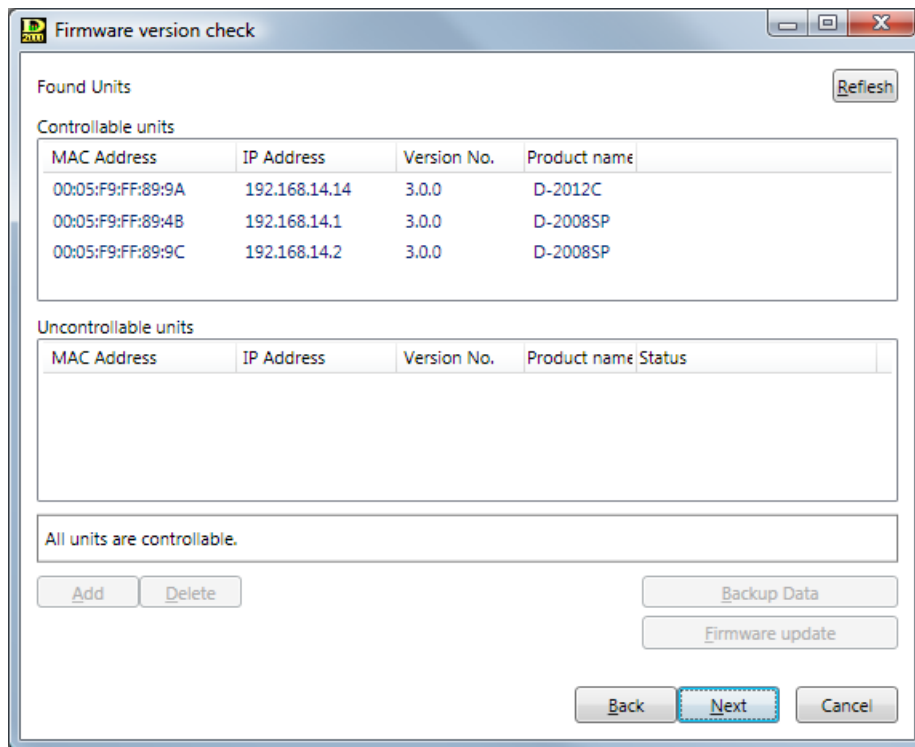 Firmware version check
Found Units Reflesh
Controllable units
MAC Address IP Address Version No. Product name
00:05:F9:FF:89:9A 192.168.14.14 3.0.0 D-2012C
00:05:F9:FF:89:4B 192.168.14.1 3.0.0 D-2008SP
00:05:F9:FF:89:9C 192.168.14.2 3.0.0 D-2008SP
Uncontrollable units
MAC Address IP Address Version No. Product name Status
All units are controllable.
Add Delete Backup Data
Firmware update
Back Next Cancel